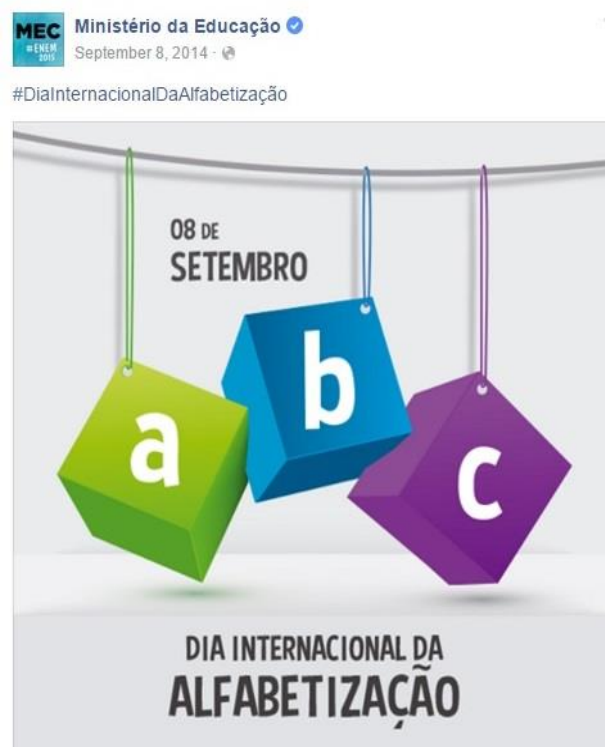 MEC
#ENEM
2015
Ministério da Educação
September 8, 2014 ·
#DiaInternacionalDaAlfabetização
08 DE
SETEMBRO
a
b
c
DIA INTERNACIONAL DA
ALFABETIZAÇÃO